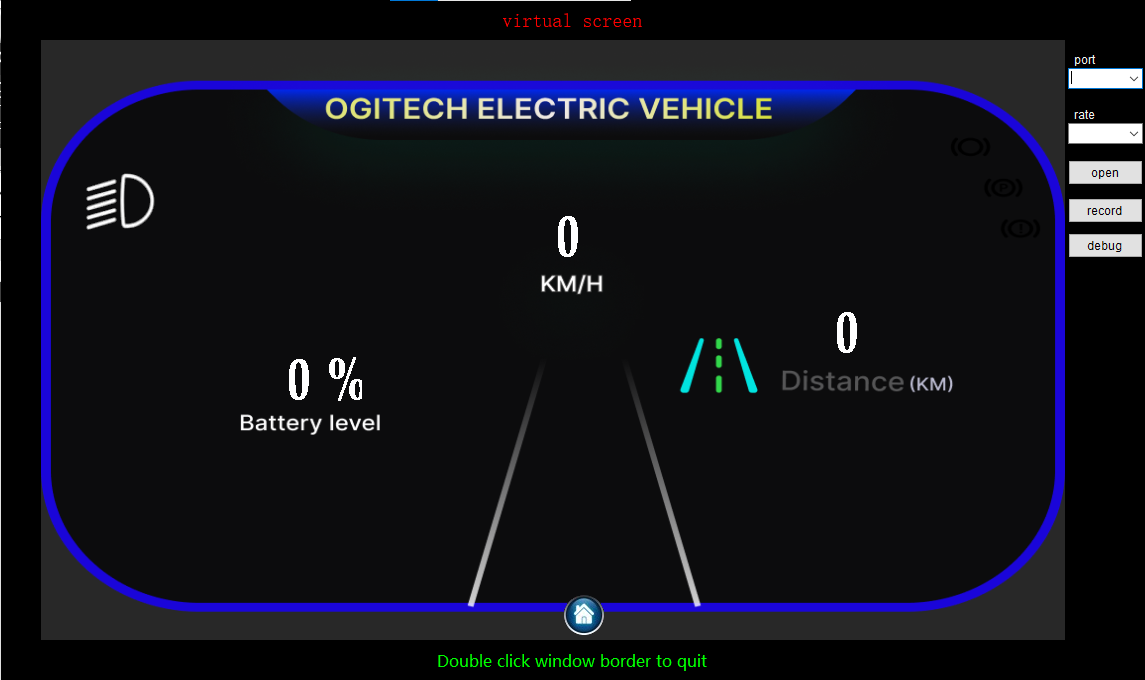 virtual screen
port
OGITECH ELECTRIC VEHICLE
rate
open
P
record
0
KM/H
debug
0
Distance (KM)
0 %
Battery level
Double click window border to quit